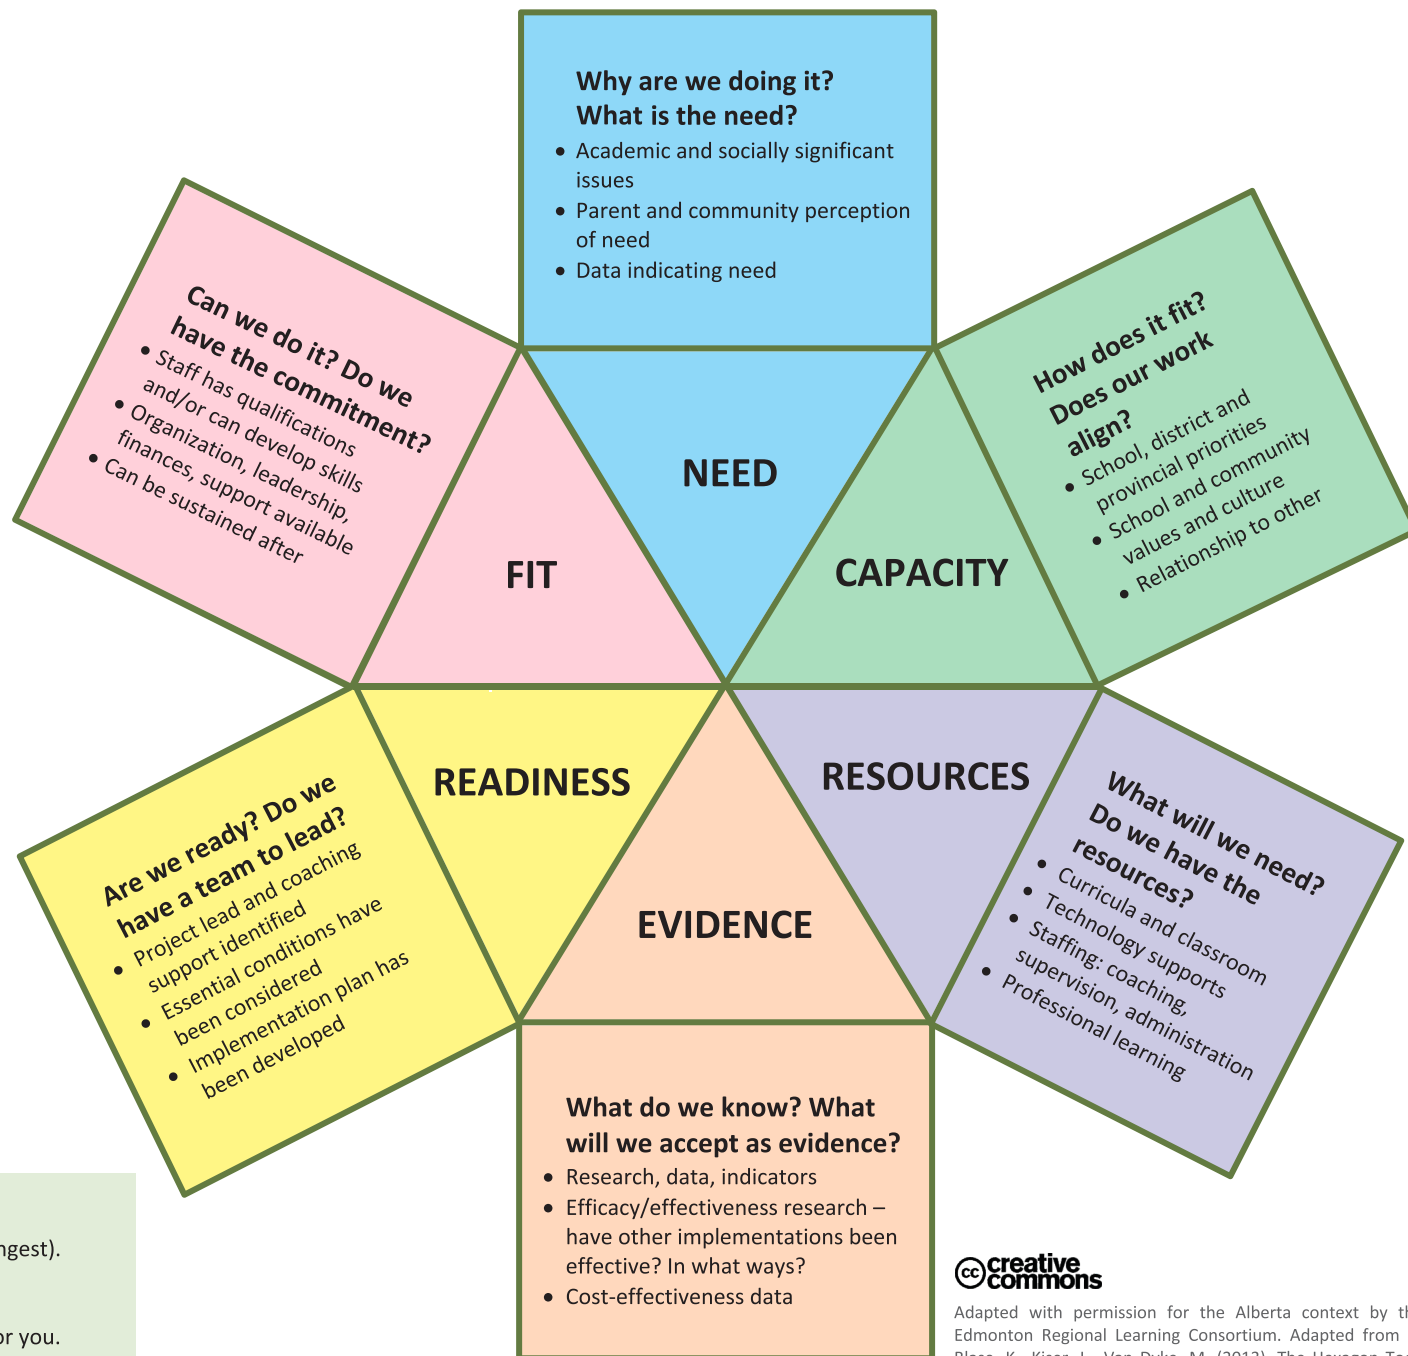 Why are we doing it?
What is the need?
• Academic and socially significant
issues
• Parent and community perception
of need
• Data indicating need
Can we do it? Do we
have the commitment?
• Staff has qualifications
and/or can develop skills
• Organization, leadership,
finances, support available
• Can be sustained after
How does it fit?
Does our work
align?
• School, district and
provincial priorities
• School and community
values and culture
• Relationship to other
NEED
FIT
CAPACITY
READINESS
RESOURCES
EVIDENCE
Are we ready? Do we
have a team to lead?
• Project lead and coaching
support identified
• Essential conditions have
been considered
• Implementation plan has
been developed
What will we need?
Do we have the
resources?
• Curricula and classroom
• Technology supports
• Staffing: coaching,
supervision, administration
• Professional learning
What do we know? What
will we accept as evidence?
• Research, data, indicators
• Efficacy/effectiveness research –
have other implementations been
effective? In what ways?
• Cost-effectiveness data
ngest).
or you.
cc creative
commons
Adapted with permission for the Alberta context by th
Edmonton Regional Learning Consortium. Adapted from